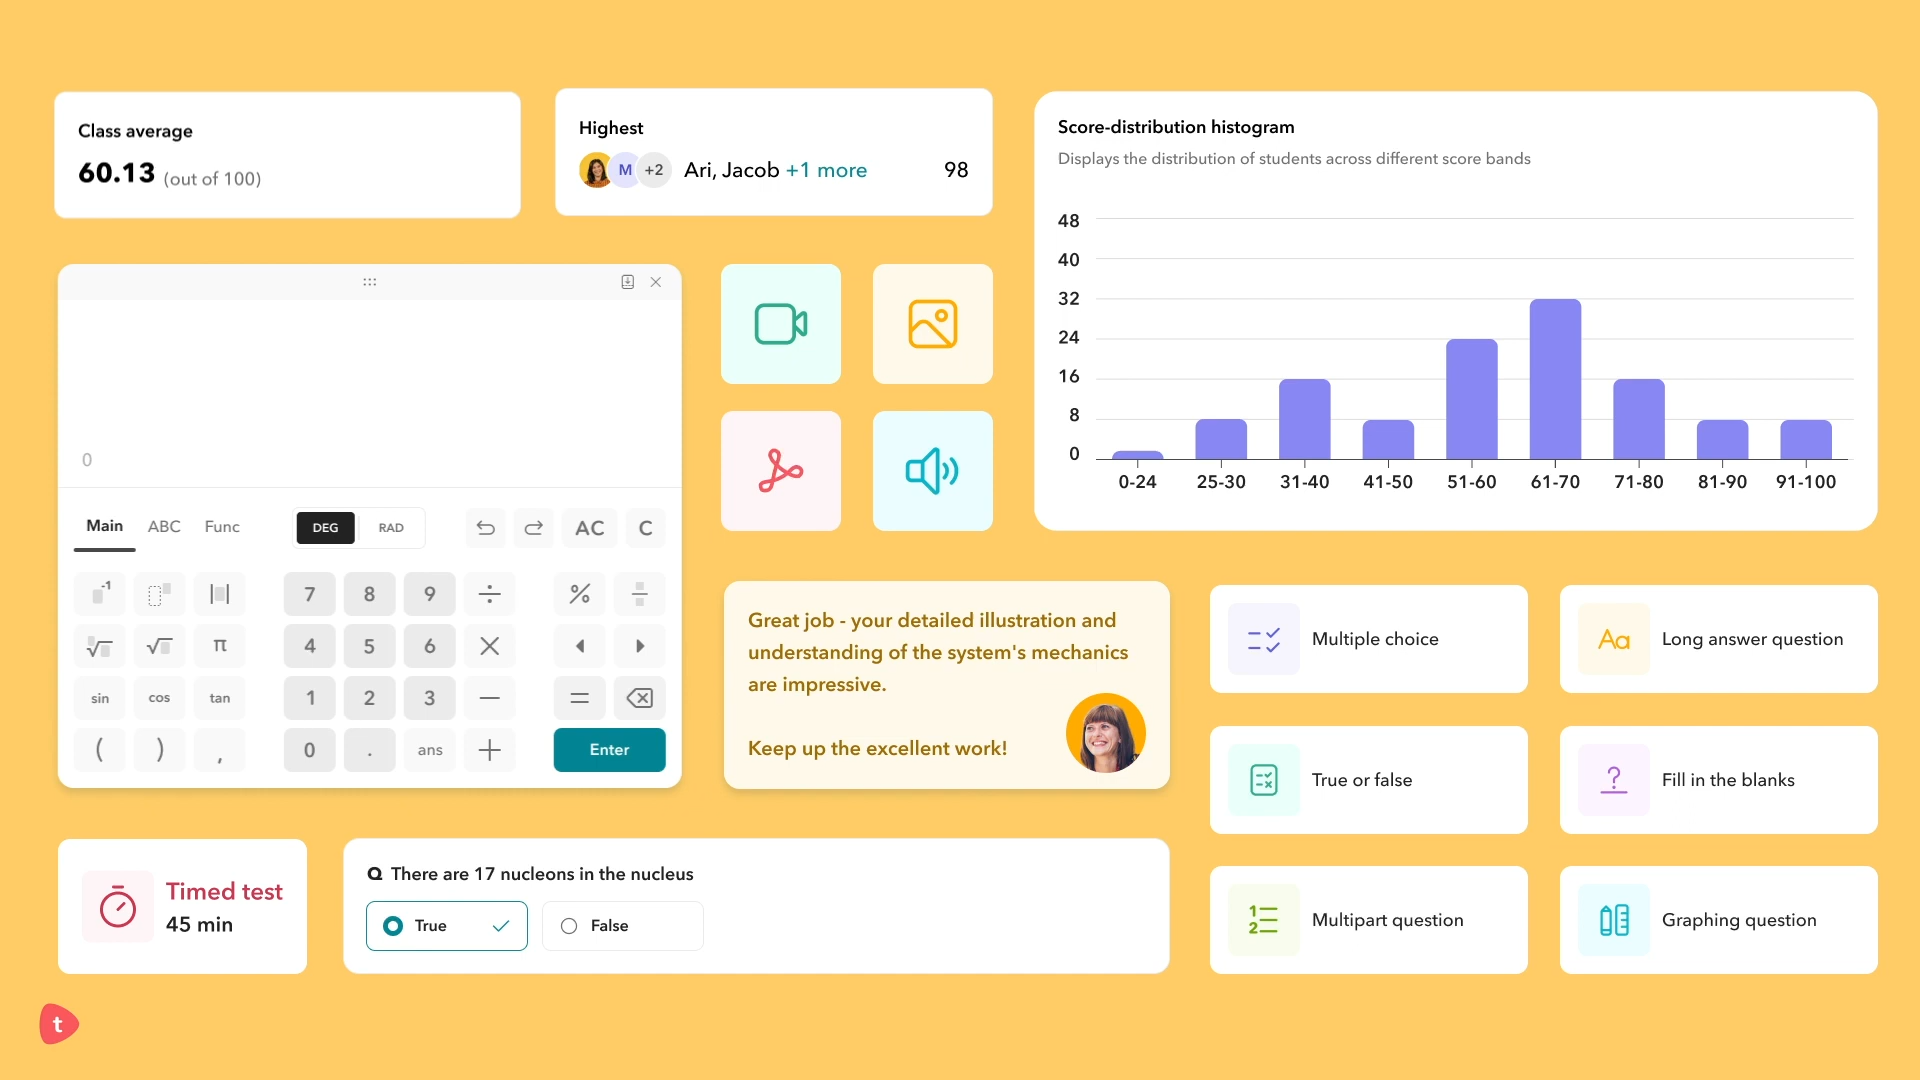 Class average
60.13 (out of 100)
Highest
M +2 Ari, Jacob +1 more 98
Score-distribution histogram
Displays the distribution of students across different score bands
48
40
32
24
16
8
0
0-24 25-30 31-40 41-50 51-60 61-70 71-80 81-90 91-100
0
Main ABC Func DEG RAD AC C
-1 7 8 9 ÷ %
√ √ π 4 5 6 ×
sin cos tan 1 2 3 − =
( ) , 0 . ans + Enter
Great job - your detailed illustration and
understanding of the system's mechanics
are impressive.
Keep up the excellent work!
Multiple choice
Aa Long answer question
True or false
? Fill in the blanks
1 2 Multipart question
Graphing question
Timed test
45 min
Q There are 17 nucleons in the nucleus
True False
t